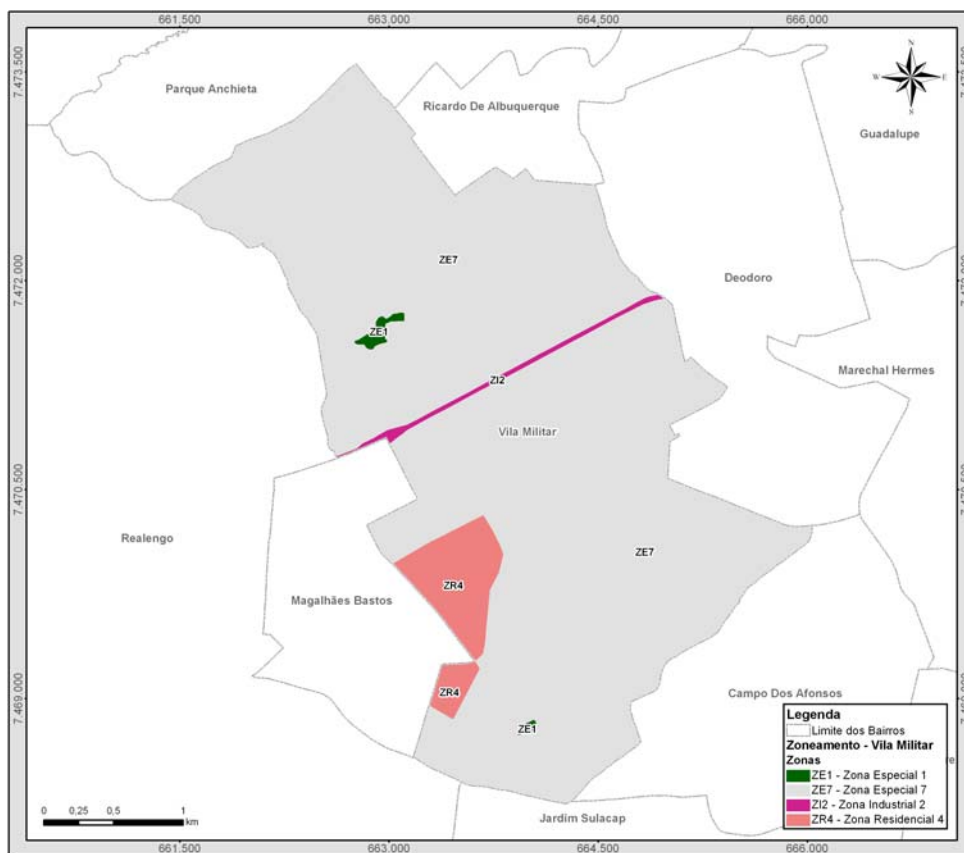 661.500 663.000 664.500 666.000
7.473.500
Parque Anchieta
Ricardo De Albuquerque
N
W E
S
Guadalupe
ZE7
7.472.000
7.472.000
Deodoro
ZE1
Marechal Hermes
ZI2
Vila Militar
7.470.500
Realengo
ZE7
ZR4
Magalhães Bastos
ZR4
7.469.000
Campo Dos Afonsos
ZE1
Legenda
Limite dos Bairros
Zoneamento - Vila Militar
Zonas
ZE1 - Zona Especial 1
ZE7 - Zona Especial 7
ZI2 - Zona Industrial 2
ZR4 - Zona Residencial 4
0 0,25 0,5 1
km
Jardim Sulacap
661.500 663.000 664.500 666.000